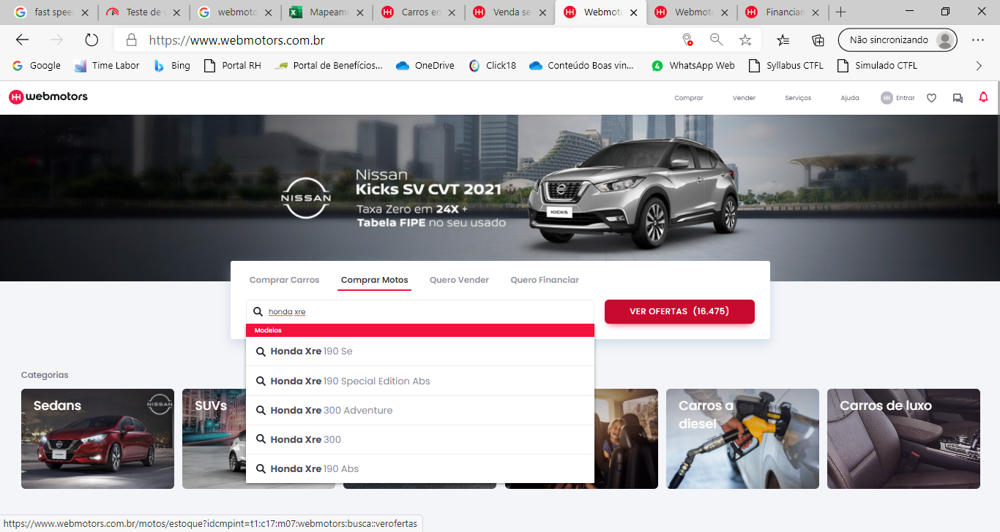 fast spee
Teste de
webmoto
Mapeame
Carros en
Venda se
Webmoto
Webmoto
Financiar
https://www.webmotors.com.br
Não sincronizando
Google
Time Labor
Bing
Portal RH
Portal de Benefícios...
OneDrive
Click18
Conteúdo Boas vin...
WhatsApp Web
Syllabus CTFL
Simulado CTFL
webmotors
Comprar
Vender
Serviços
Ajuda
Entrar
NISSAN
Nissan
Kicks SV CVT 2021
Taxa Zero em 24X +
Tabela FIPE no seu usado
KICKS
Comprar Carros
Comprar Motos
Quero Vender
Quero Financiar
honda xre
VER OFERTAS (16.475)
Modelos
Honda Xre 190 Se
Honda Xre 190 Special Edition Abs
Honda Xre 300 Adventure
Honda Xre 300
Honda Xre 190 Abs
Categorias
Sedans
NISSAN
SUVs
Carros a
diesel
Carros de luxo
https://www.webmotors.com.br/motos/estoque?idcmpint=t1:c17:m07:webmotors:busca::verofertas